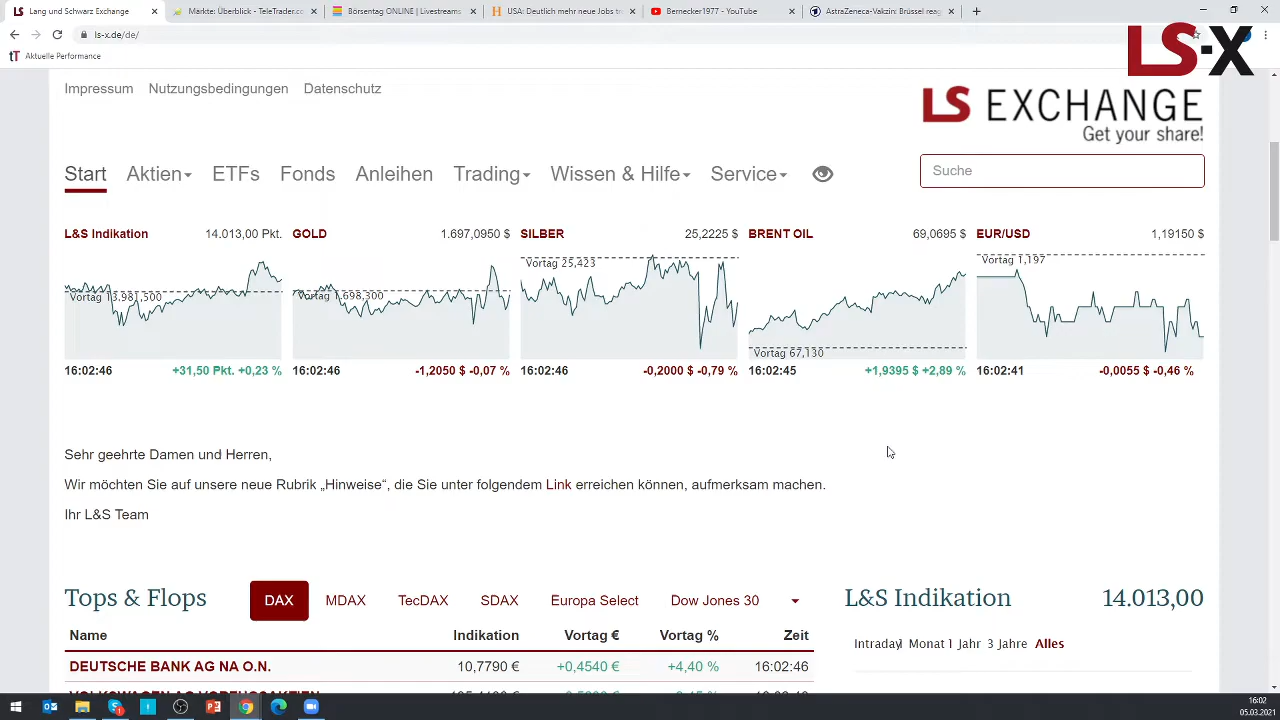 Lang und Schwarz Exchange
Märkte: Überblick - TeleTrader.co
Börsentag ONLINE | Livestreams
USA: Deutlich mehr neue Jobs
Bernecker1977 - YouTube
AstraZeneca-Vakzin: Brüssel reag
ls-x.de/de/
tT Aktuelle Performance
LS-X
Impressum Nutzungsbedingungen Datenschutz
LS EXCHANGE
Get your share!
Start Aktien ETFs Fonds Anleihen Trading Wissen & Hilfe Service
Suche
L&S Indikation 14.013,00 Pkt.
Vortag 13.981,500
16:02:46 +31,50 Pkt. +0,23 %
GOLD 1.697,0950 $
Vortag 1.698,300
16:02:46 -1,2050 $ -0,07 %
SILBER 25,2225 $
Vortag 25,423
16:02:46 -0,2000 $ -0,79 %
BRENT OIL 69,0695 $
Vortag 67,130
16:02:45 +1,9395 $ +2,89 %
EUR/USD 1,19150 $
Vortag 1,197
16:02:41 -0,0055 $ -0,46 %
Sehr geehrte Damen und Herren,
Wir möchten Sie auf unsere neue Rubrik „Hinweise“, die Sie unter folgendem Link erreichen können, aufmerksam machen.
Ihr L&S Team
Tops & Flops DAX MDAX TecDAX SDAX Europa Select Dow Jones 30
Name Indikation Vortag € Vortag % Zeit
DEUTSCHE BANK AG NA O.N. 10,7790 € +0,4540 € +4,40 % 16:02:46
L&S Indikation 14.013,00
Intraday 1 Monat 1 Jahr 3 Jahre Alles
16:02
05.03.2021